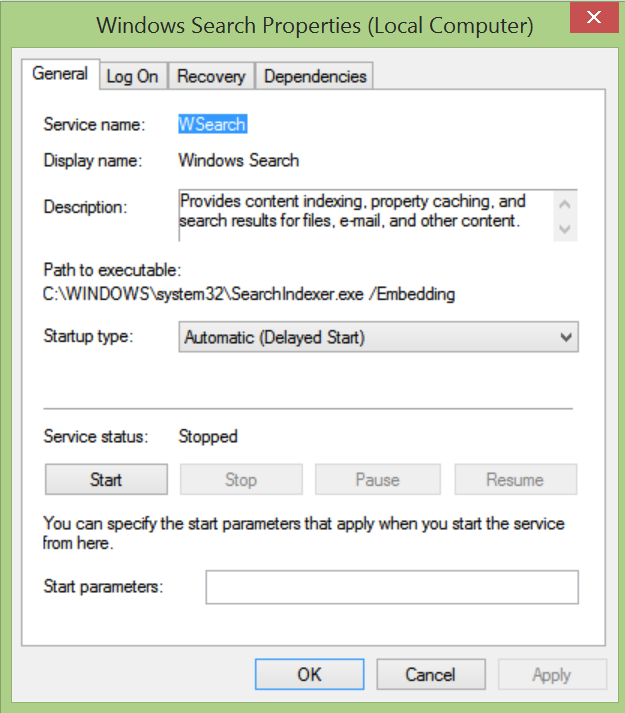 Windows Search Properties (Local Computer)
General Log On Recovery Dependencies
Service name: WSearch
Display name: Windows Search
Description: Provides content indexing, property caching, and
search results for files, e-mail, and other content.
Path to executable:
C:\WINDOWS\system32\SearchIndexer.exe /Embedding
Startup type: Automatic (Delayed Start)
Service status: Stopped
Start Stop Pause Resume
You can specify the start parameters that apply when you start the service
from here.
Start parameters:
OK Cancel Apply